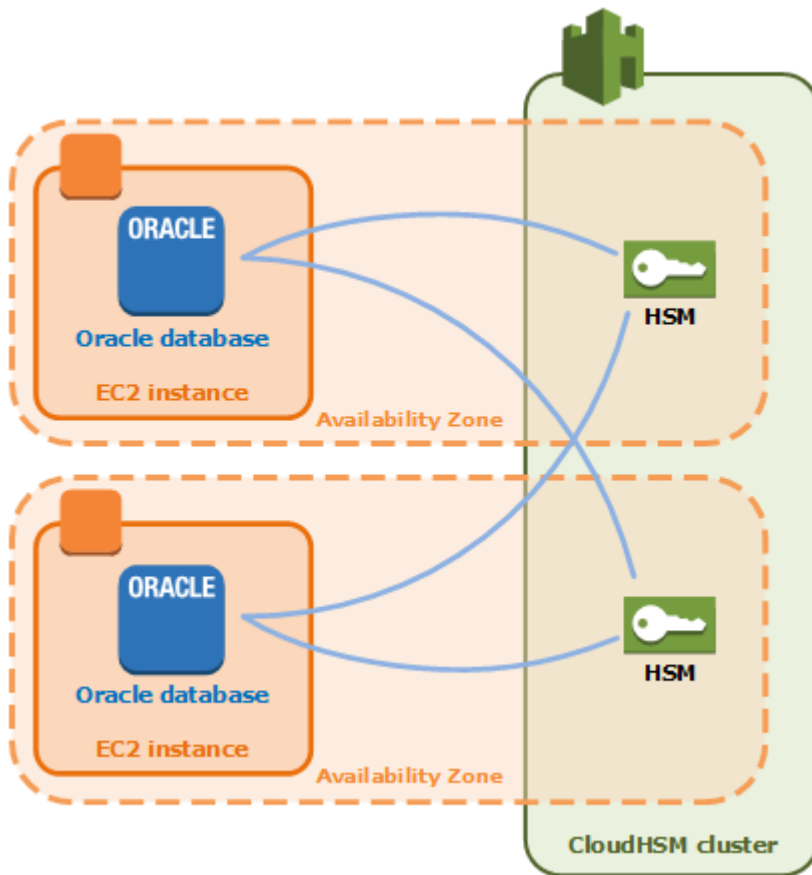 ORACLE
Oracle database
EC2 instance
HSM
Availability Zone
ORACLE
Oracle database
EC2 instance
HSM
Availability Zone
CloudHSM cluster